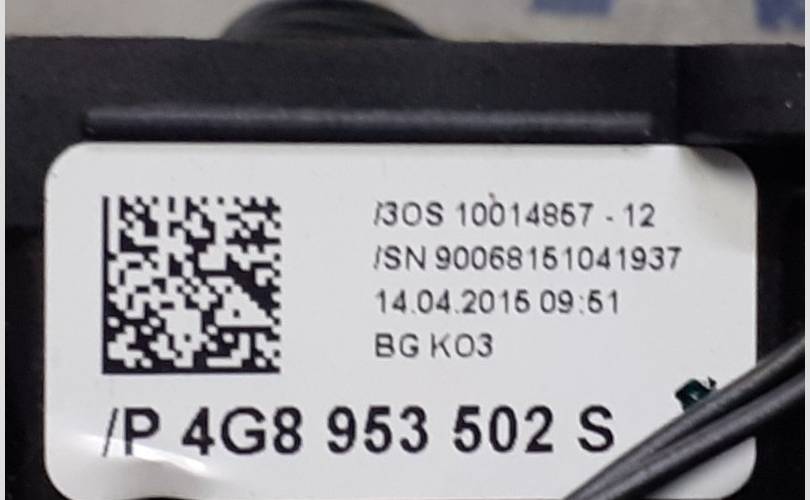 /3OS 10014857 - 12
/SN 90068151041937
14.04.2015 09:51
BG K03
/P 4G8 953 502 S